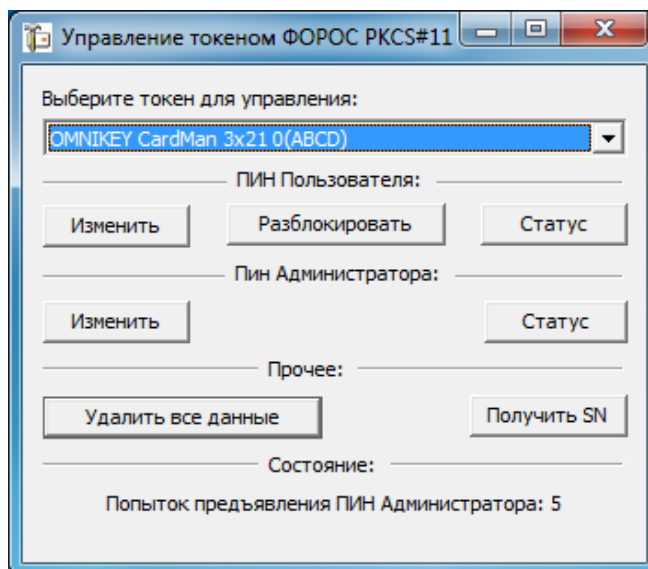 Управление токеном ФОРОС PKCS#11
Выберите токен для управления:
OMNIKEY CardMan 3x21 0(ABCD)
ПИН Пользователя:
Изменить Разблокировать Статус
Пин Администратора:
Изменить Статус
Прочее:
Удалить все данные Получить SN
Состояние:
Попыток предъявления ПИН Администратора: 5